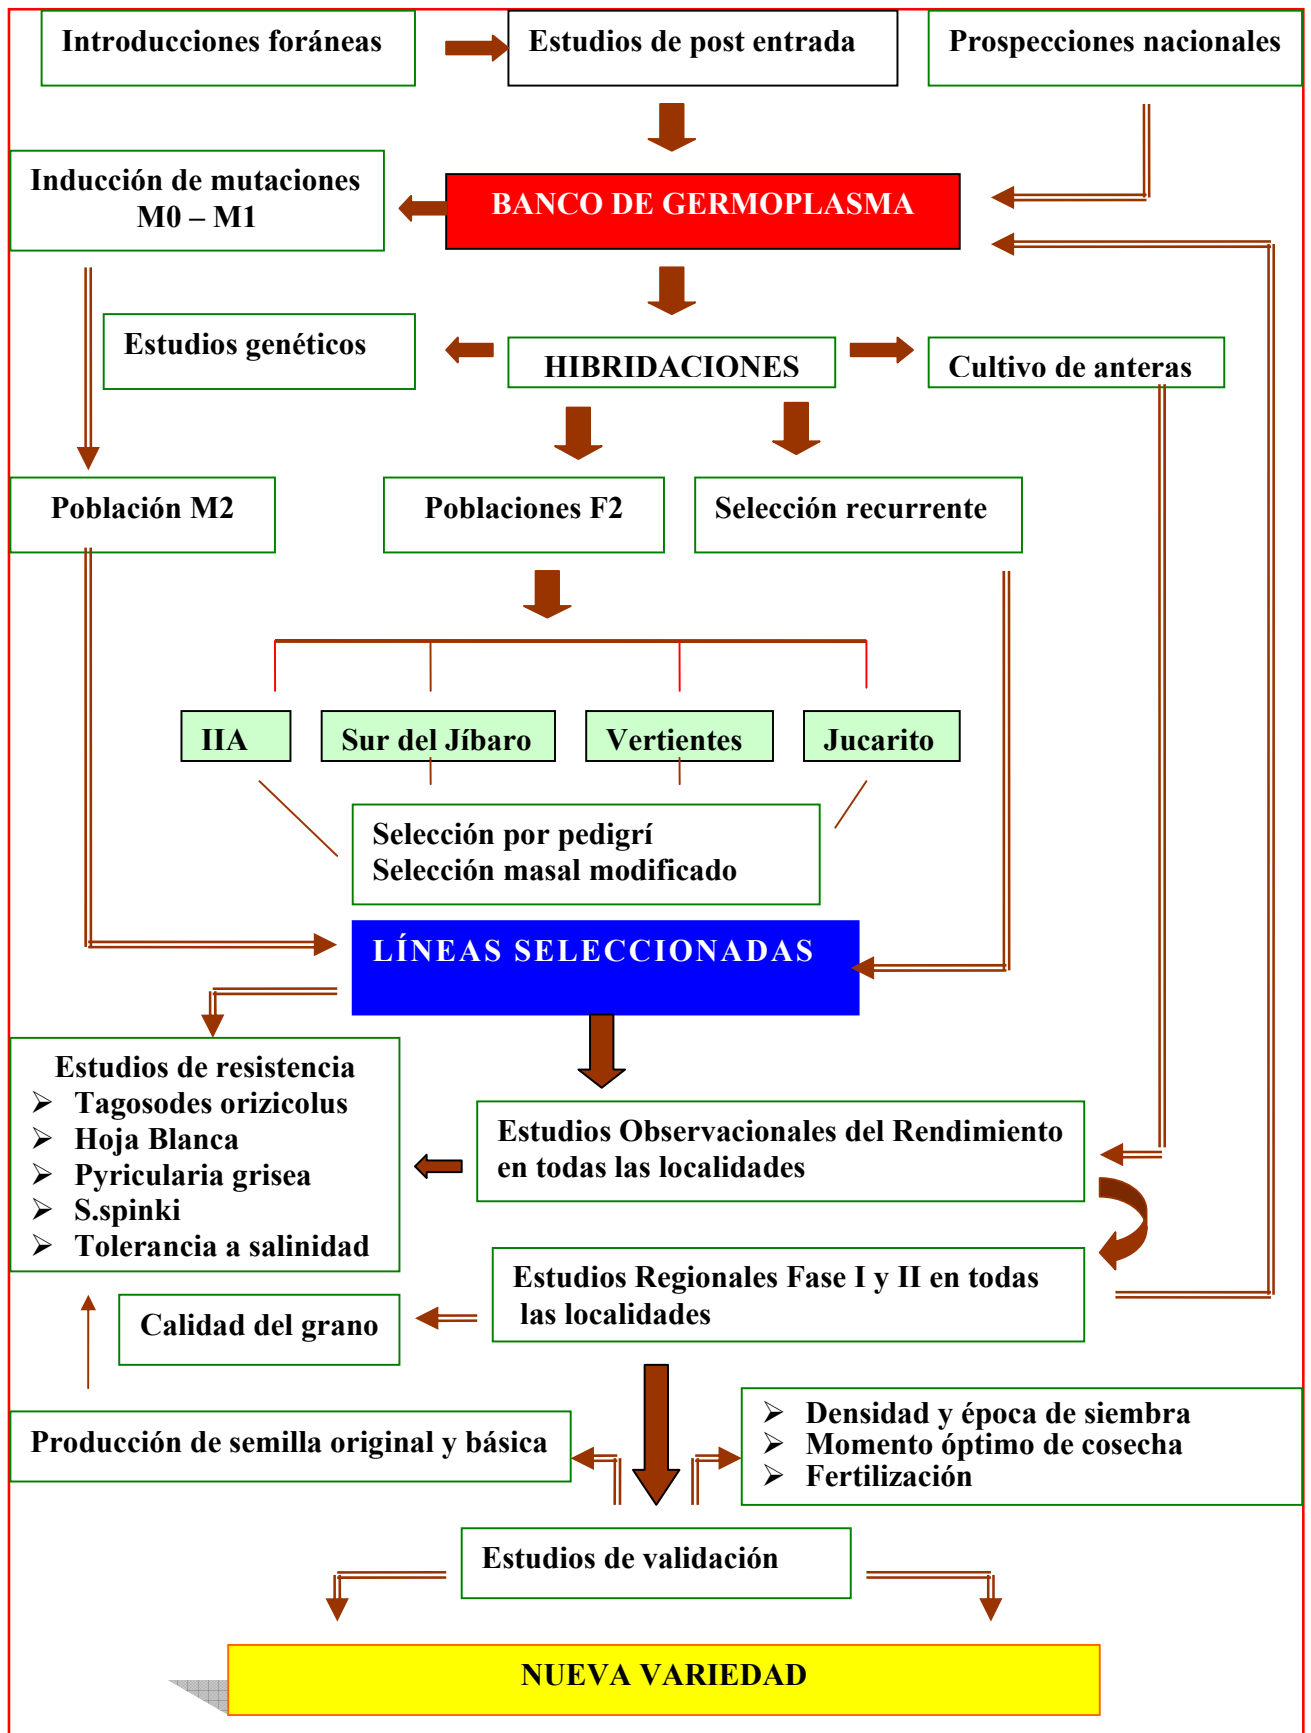 Introducciones foráneas
Estudios de post entrada
Prospecciones nacionales
Inducción de mutaciones
M0 – M1
BANCO DE GERMOPLASMA
Estudios genéticos
HIBRIDACIONES
Cultivo de anteras
Población M2
Poblaciones F2
Selección recurrente
IIA
Sur del Jíbaro
Vertientes
Jucarito
Selección por pedigrí
Selección masal modificado
LÍNEAS SELECCIONADAS
Estudios de resistencia
➢ Tagosodes orizicolus
➢ Hoja Blanca
➢ Pyricularia grisea
➢ S.spinki
➢ Tolerancia a salinidad
Estudios Observacionales del Rendimiento
en todas las localidades
Estudios Regionales Fase I y II en todas
las localidades
Calidad del grano
Producción de semilla original y básica
➢ Densidad y época de siembra
➢ Momento óptimo de cosecha
➢ Fertilización
Estudios de validación
NUEVA VARIEDAD